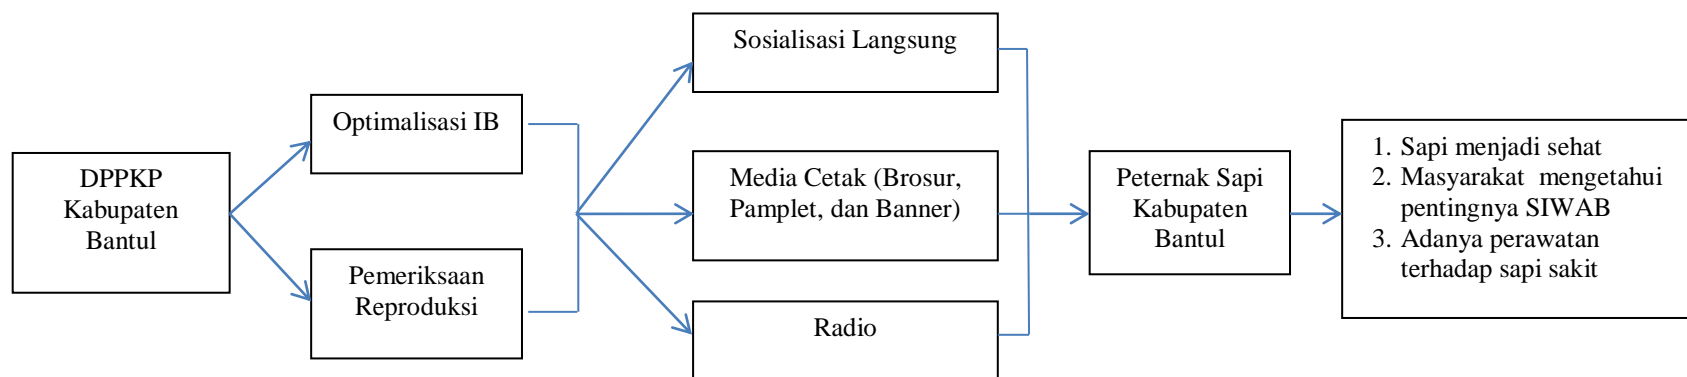 DPPKP
Kabupaten
Bantul
Optimalisasi IB
Pemeriksaan
Reproduksi
Sosialisasi Langsung
Media Cetak (Brosur,
Pamplet, dan Banner)
Radio
Peternak Sapi
Kabupaten
Bantul
1. Sapi menjadi sehat
2. Masyarakat mengetahui
pentingnya SIWAB
3. Adanya perawatan
terhadap sapi sakit